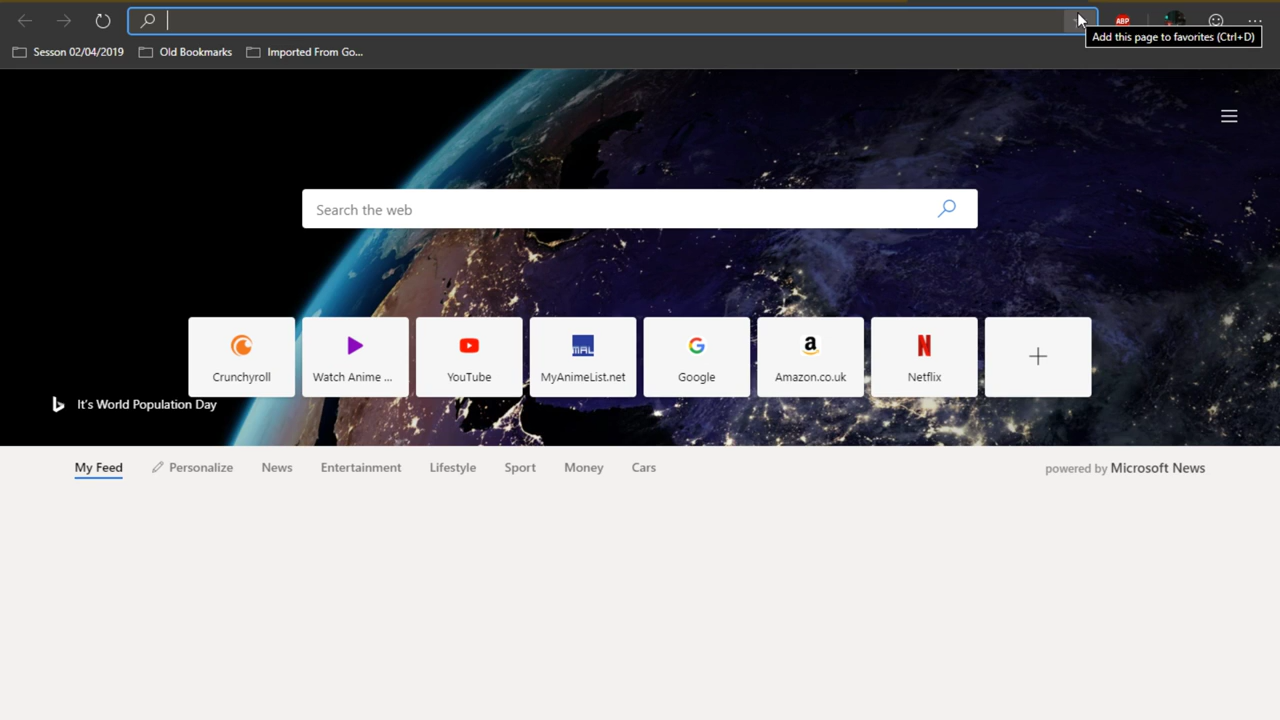 ABP
Add this page to favorites (Ctrl+D)
Sesson 02/04/2019 Old Bookmarks Imported From Go...
Search the web
MAL
a
N
Crunchyroll Watch Anime ... YouTube MyAnimeList.net Google Amazon.co.uk Netflix
It's World Population Day
My Feed Personalize News Entertainment Lifestyle Sport Money Cars powered by Microsoft News